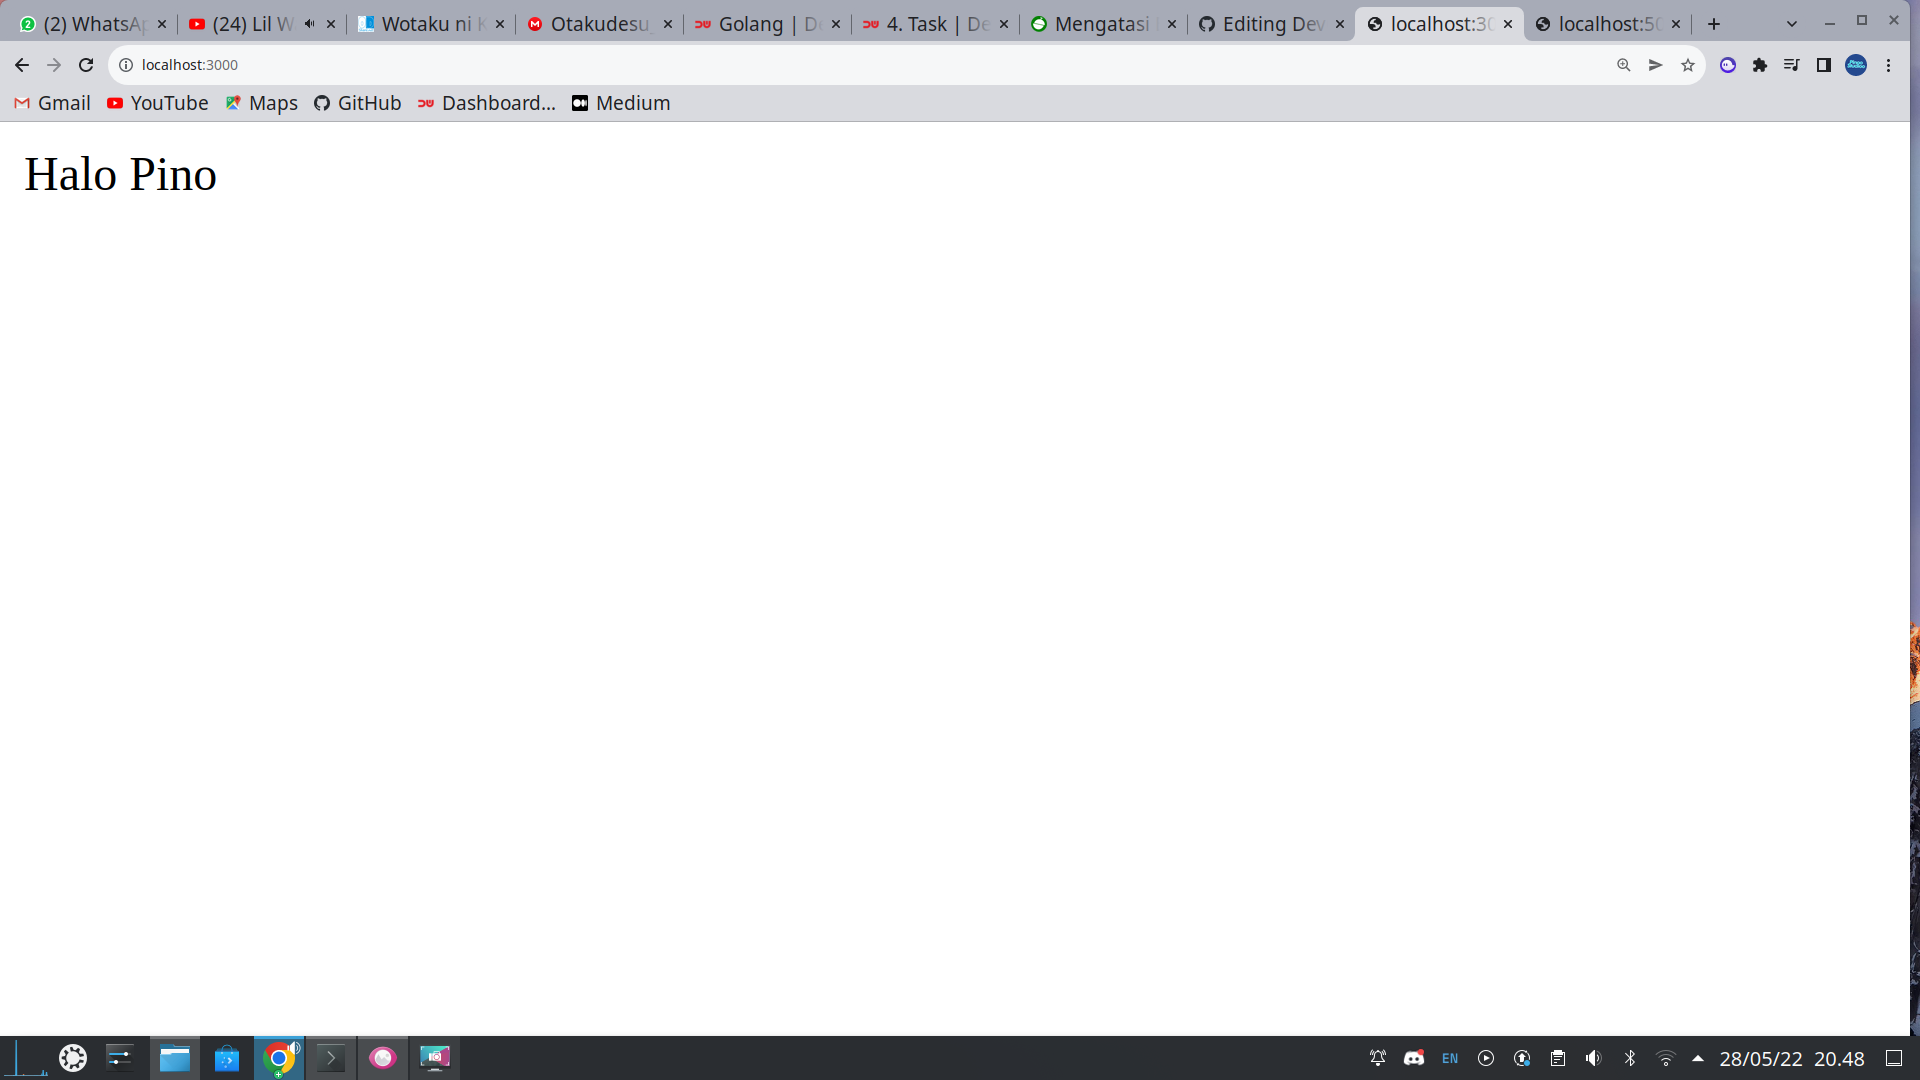 (2) WhatsAp
(24) Lil W
Wotaku ni K
Otakudesu
Golang | D
4. Task | De
Mengatasi
Editing Dev
localhost:30
localhost:50
localhost:3000
Gmail
YouTube
Maps
GitHub
Dashboard...
Medium
Halo Pino
EN
28/05/22 20.48